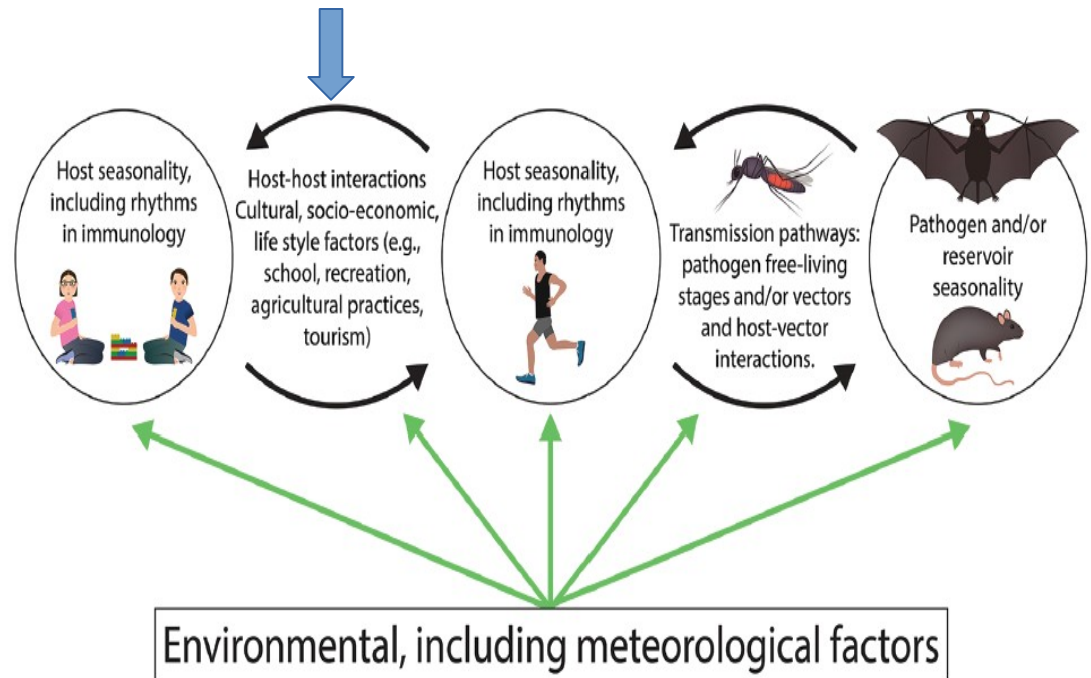 Host seasonality,
including rhythms
in immunology
Host-host interactions
Cultural, socio-economic,
life style factors (e.g.,
school, recreation,
agricultural practices,
tourism)
Host seasonality,
including rhythms
in immunology
Transmission pathways:
pathogen free-living
stages and/or vectors
and host-vector
interactions.
Pathogen and/or
reservoir
seasonality
Environmental, including meteorological factors